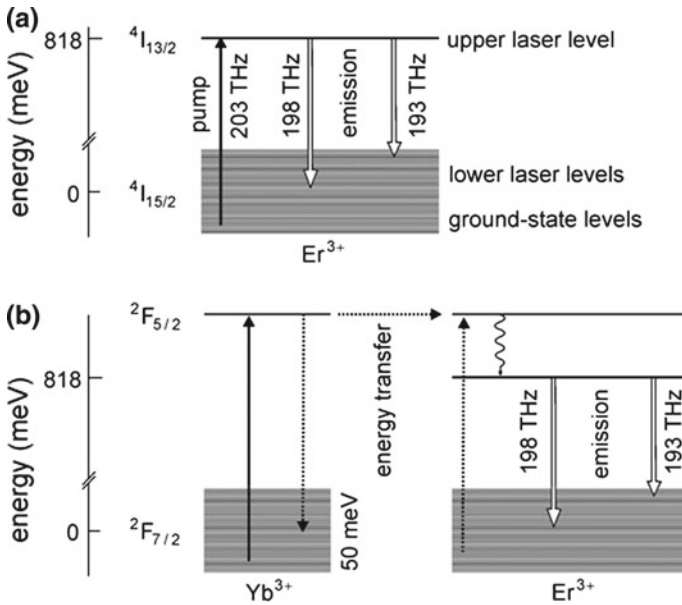 (a)
energy (meV)
818
0
⁴I₁₃/₂
⁴I₁₅/₂
pump
203 THz
198 THz
emission
193 THz
upper laser level
lower laser levels
ground-state levels
Er³⁺
(b)
energy (meV)
818
0
²F₅/₂
²F₇/₂
energy transfer
50 meV
198 THz
emission
193 THz
Yb³⁺
Er³⁺